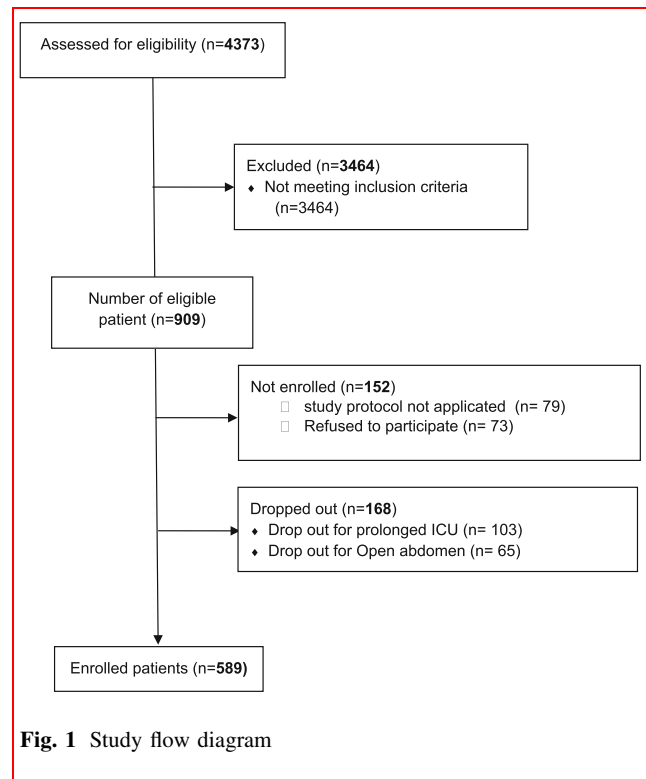 Assessed for eligibility (n=4373)
Excluded (n=3464)
♦ Not meeting inclusion criteria
(n=3464)
Number of eligible
patient (n=909)
Not enrolled (n=152)
□ study protocol not applicated (n= 79)
□ Refused to participate (n= 73)
Dropped out (n=168)
♦ Drop out for prolonged ICU (n= 103)
♦ Drop out for Open abdomen (n= 65)
Enrolled patients (n=589)
Fig. 1 Study flow diagram